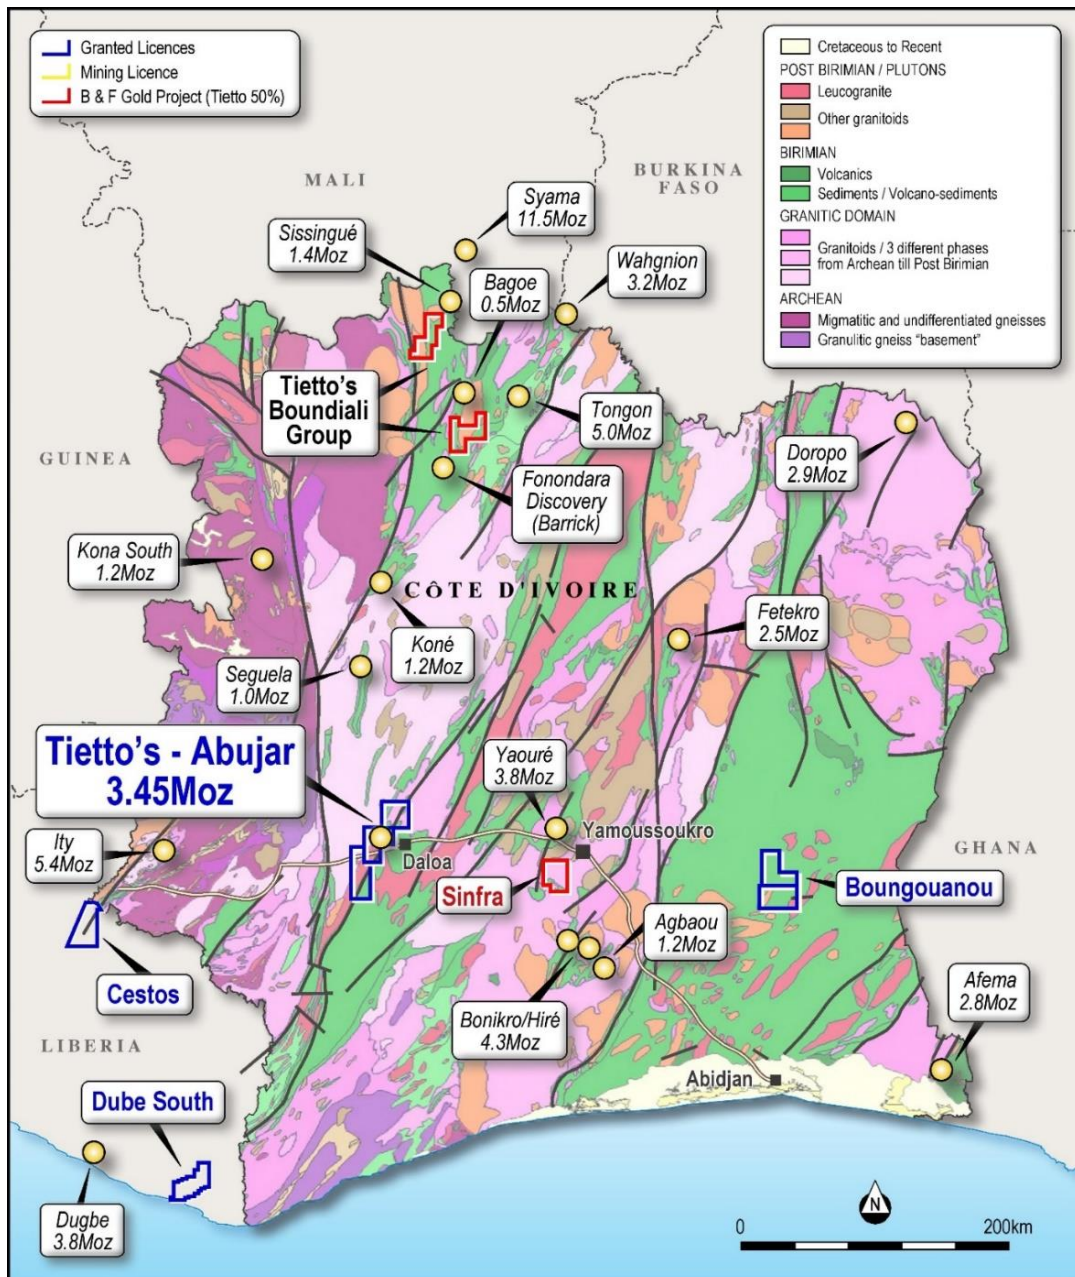 Granted Licences
Mining Licence
B & F Gold Project (Tietto 50%)
Cretaceous to Recent
POST BIRIMIAN / PLUTONS
Leucogranite
Other granitoids
BIRIMIAN
Volcanics
Sediments / Volcano-sediments
GRANITIC DOMAIN
Granitoids / 3 different phases
from Archean till Post Birimian
ARCHEAN
Migmatitic and undifferentiated gneisses
Granulitic gneiss "basement"
MALI
BURKINA
FASO
Syama
11.5Moz
Sissingué
1.4Moz
Bagoe
0.5Moz
Wahgnion
3.2Moz
Tietto's
Boundiali
Group
Tongon
5.0Moz
Doropo
2.9Moz
GUINEA
Fonondara
Discovery
(Barrick)
Kona South
1.2Moz
CÔTE D'IVOIRE
Koné
1.2Moz
Fetekro
2.5Moz
Seguela
1.0Moz
Tietto's - Abujar
3.45Moz
Yaouré
3.8Moz
Ity
5.4Moz
Daloa
Yamoussoukro
GHANA
Sinfra
Boungouanou
Agbaou
1.2Moz
Cestos
Bonikro/Hiré
4.3Moz
Afema
2.8Moz
LIBERIA
Abidjan
Dube South
Dugbe
3.8Moz
N
0
200km